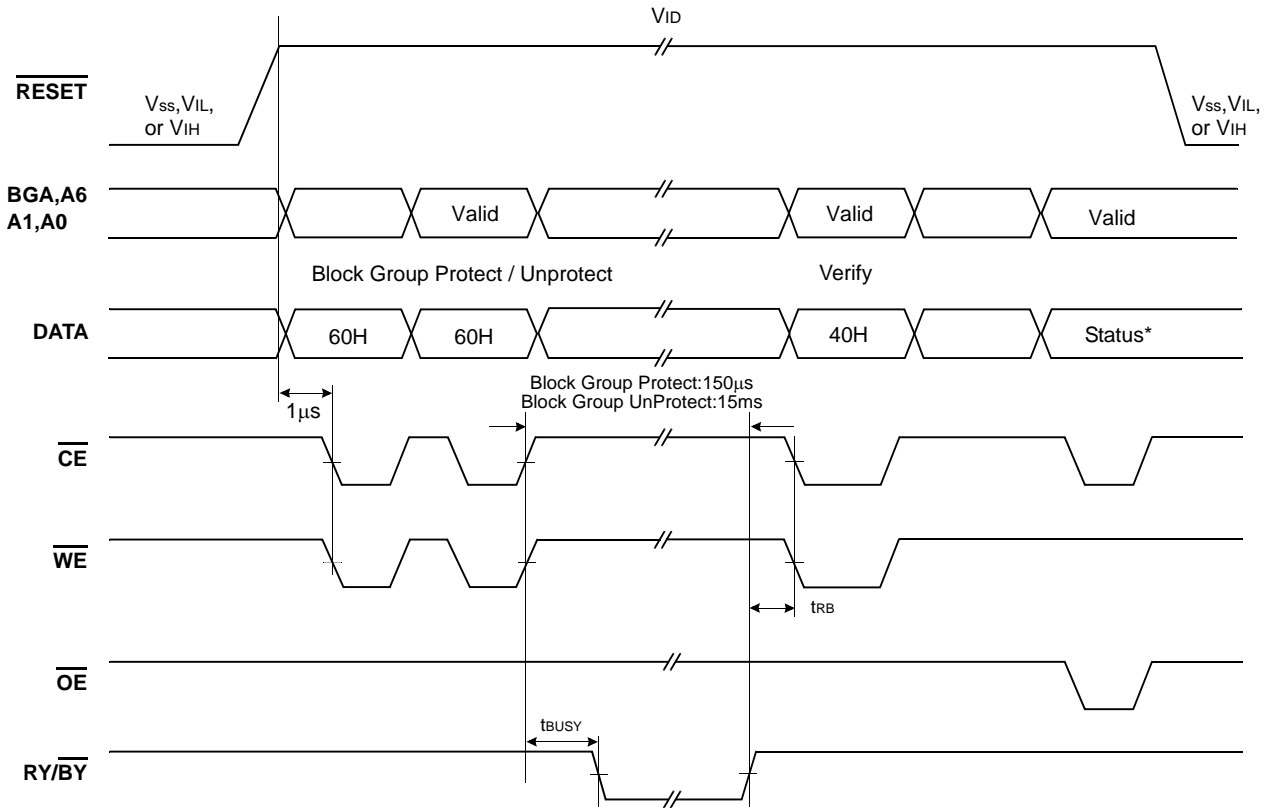 VID
RESET
Vss,VIL,
or VIH
Vss,VIL,
or VIH
BGA,A6
A1,A0
Valid
Valid
Valid
Block Group Protect / Unprotect
Verify
DATA
60H
60H
40H
Status*
1μs
Block Group Protect:150μs
Block Group UnProtect:15ms
CE
WE
tRB
OE
tBUSY
RY/BY